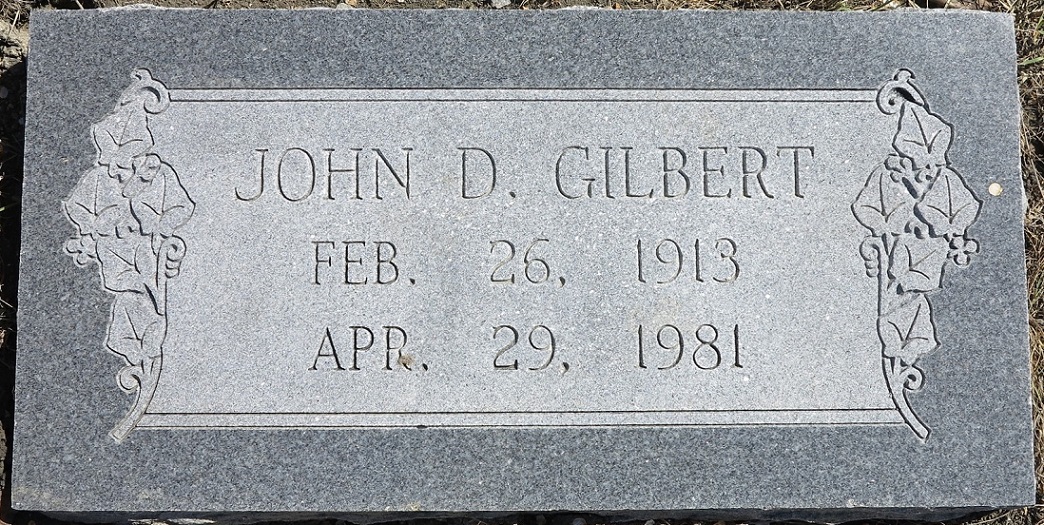 JOHN D. GILBERT
FEB. 26, 1913
APR. 29, 1981